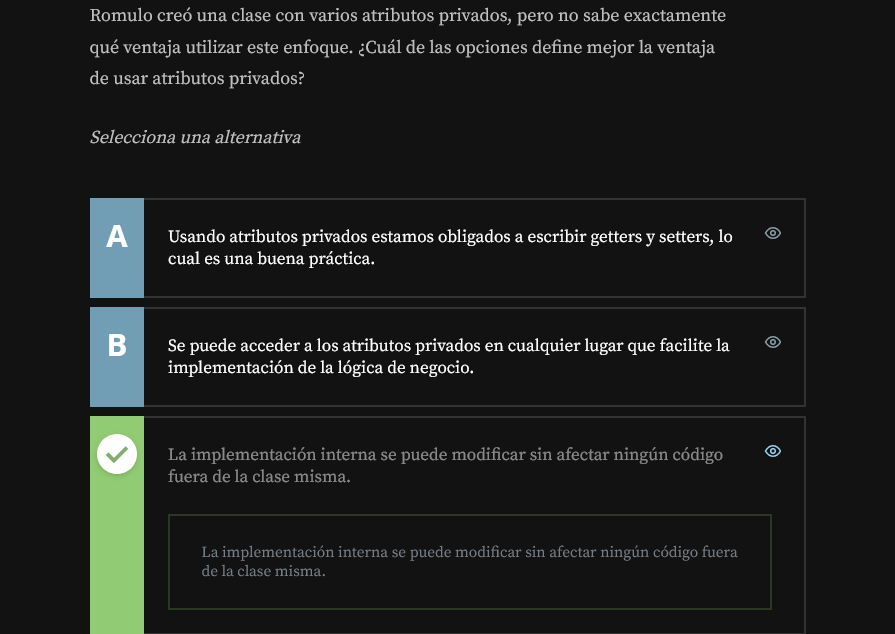 Romulo creó una clase con varios atributos privados, pero no sabe exactamente
qué ventaja utilizar este enfoque. ¿Cuál de las opciones define mejor la ventaja
de usar atributos privados?
Selecciona una alternativa
A
Usando atributos privados estamos obligados a escribir getters y setters, lo
cual es una buena práctica.
B
Se puede acceder a los atributos privados en cualquier lugar que facilite la
implementación de la lógica de negocio.
La implementación interna se puede modificar sin afectar ningún código
fuera de la clase misma.
La implementación interna se puede modificar sin afectar ningún código fuera
de la clase misma.